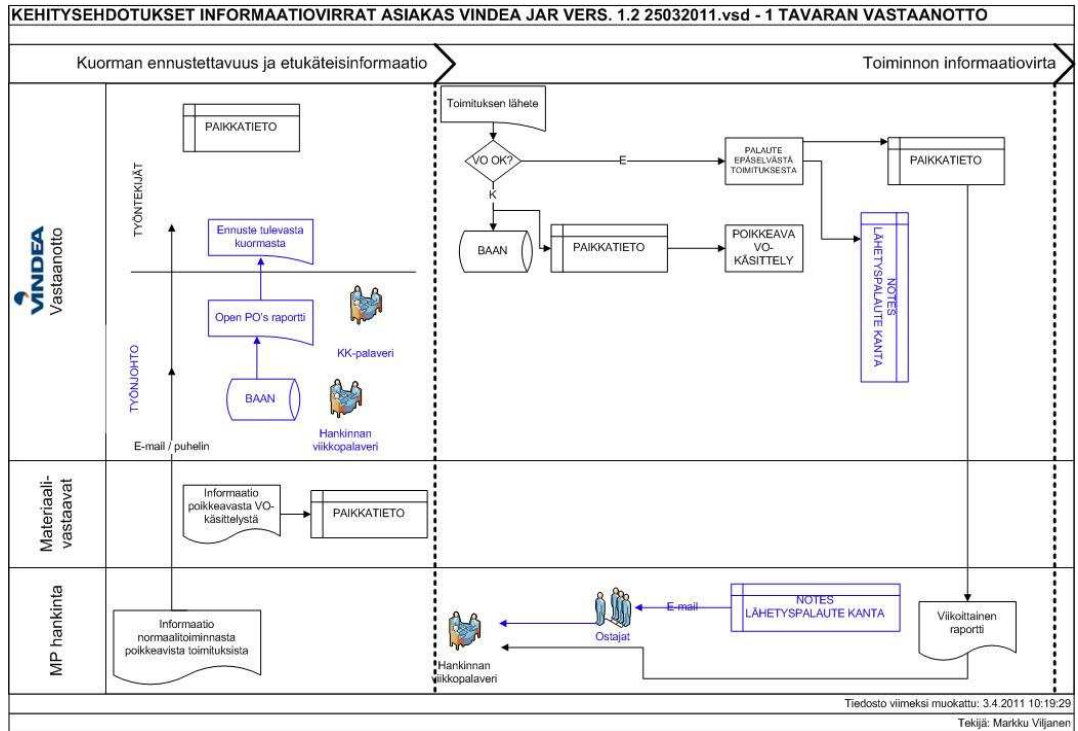 KEHITYSEHDOTUKSET INFORMAATIOVIRRAT ASIAKAS VINDEA JAR VERS. 1.2 25032011.vsd - 1 TAVARAN VASTAANOTTO
Kuorman ennustettavuus ja etukäteisinformaatio
Toiminnon informaatiovirta
VINDEA
Vastaanotto
TYÖNTEKIJÄT
PAIKKATIETO
Ennuste tulevasta
kuormasta
TYÖNJOHTO
Open PO's raportti
KK-palaveri
BAAN
Hankinnan
viikkopalaveri
E-mail / puhelin
Toimituksen lähete
VO OK?
E
K
PALAUTE
EPÄSELVÄSTÄ
TOIMITUKSESTA
PAIKKATIETO
BAAN
PAIKKATIETO
POIKKEAVA
VO-
KÄSITTELY
NOTES
LÄHETYSPALAUTE KANTA
Materiaali-
vastaavat
Informaatio
poikkeavasta VO-
käsittelystä
PAIKKATIETO
MP hankinta
Informaatio
normaalitoiminnasta
poikkeavista toimituksista
Hankinnan
viikkopalaveri
Ostajat
E-mail
NOTES
LÄHETYSPALAUTE KANTA
Viikoittainen
raportti
Tiedosto viimeksi muokattu: 3.4.2011 10:19:29
Tekijä: Markku Viljanen